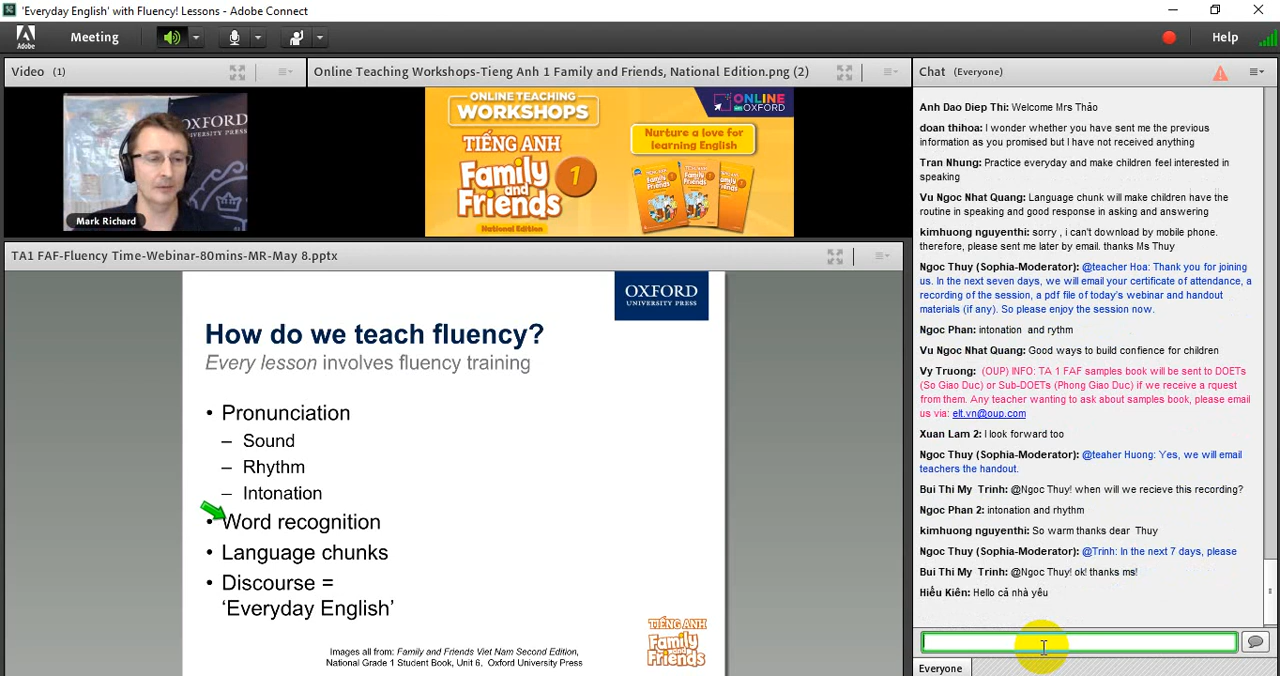 'Everyday English' with Fluency! Lessons - Adobe Connect
Adobe
Meeting
Help
Video (1)
OXFORD
UNIVERSITY PRESS
Mark Richard
Online Teaching Workshops-Tieng Anh 1 Family and Friends, National Edition.png (2)
ONLINE TEACHING
WORKSHOPS
TIẾNG ANH
Family
and
Friends
1
National Edition
ONLINE
OXFORD
Nurture a love for
learning English
TA1 FAF-Fluency Time-Webinar-80mins-MR-May 8.pptx
OXFORD
UNIVERSITY PRESS
How do we teach fluency?
Every lesson involves fluency training
• Pronunciation
– Sound
– Rhythm
– Intonation
• Word recognition
• Language chunks
• Discourse =
'Everyday English'
Images all from: Family and Friends Viet Nam Second Edition,
National Grade 1 Student Book, Unit 6, Oxford University Press
TIẾNG ANH
Family
and
Friends
Chat (Everyone)
Anh Dao Diep Thi: Welcome Mrs Thảo
doan thihoa: I wonder whether you have sent me the previous
information as you promised but I have not received anything
Tran Nhung: Practice everyday and make children feel interested in
speaking
Vu Ngoc Nhat Quang: Language chunk will make children have the
routine in speaking and good response in asking and answering
kimhuong nguyenthi: sorry , i can't download by mobile phone.
therefore, please sent me later by email. thanks Ms Thuy
Ngoc Thuy (Sophia-Moderator): @teacher Hoa: Thank you for joining
us. In the next seven days, we will email your certificate of attendance, a
recording of the session, a pdf file of today's webinar and handout
materials (if any). So please enjoy the session now.
Ngoc Phan: intonation and rythm
Vu Ngoc Nhat Quang: Good ways to build confience for children
Vy Truong: (OUP) INFO: TA 1 FAF samples book will be sent to DOETs
(So Giao Duc) or Sub-DOETs (Phong Giao Duc) if we receive a rquest
from them. Any teacher wanting to ask about samples book, please email
us via: elt.vn@oup.com
Xuan Lam 2: I look forward too
Ngoc Thuy (Sophia-Moderator): @teaher Huong: Yes, we will email
teachers the handout.
Bui Thi My Trinh: @Ngoc Thuy! when will we recieve this recording?
Ngoc Phan 2: intonation and rhythm
kimhuong nguyenthi: So warm thanks dear Thuy
Ngoc Thuy (Sophia-Moderator): @Trinh: In the next 7 days, please
Bui Thi My Trinh: @Ngoc Thuy! ok! thanks ms!
Hiếu Kiên: Hello cả nhà yêu
Everyone